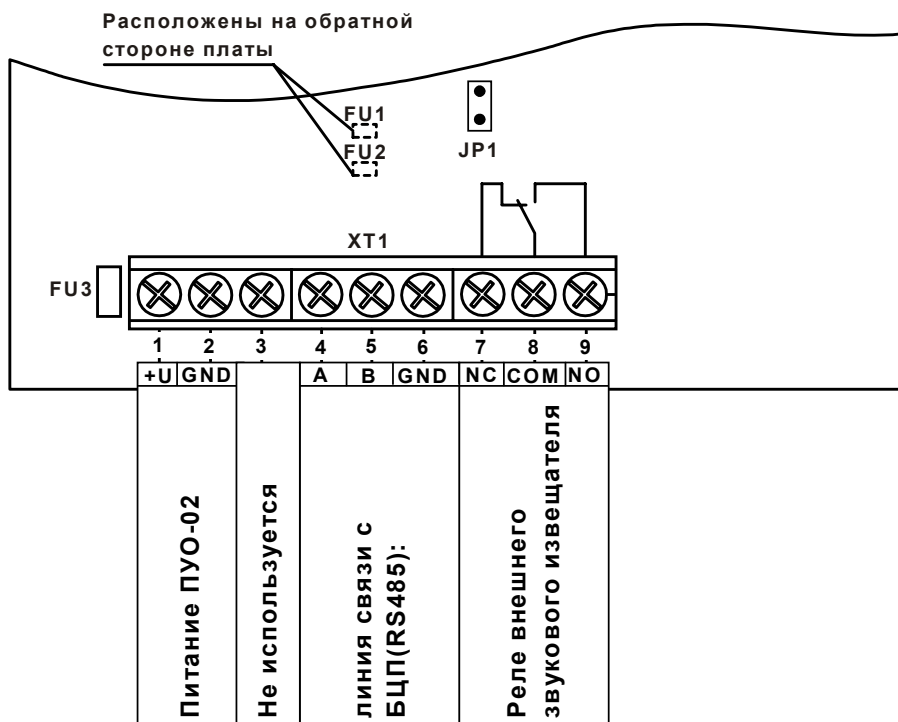 Расположены на обратной
стороне платы
FU1
FU2
JP1
XT1
FU3
1 2 3 4 5 6 7 8 9
+U GND A B GND NC COM NO
Питание ПУО-02
Не используется
линия связи с
БЦП(RS485):
Реле внешнего
звукового извещателя